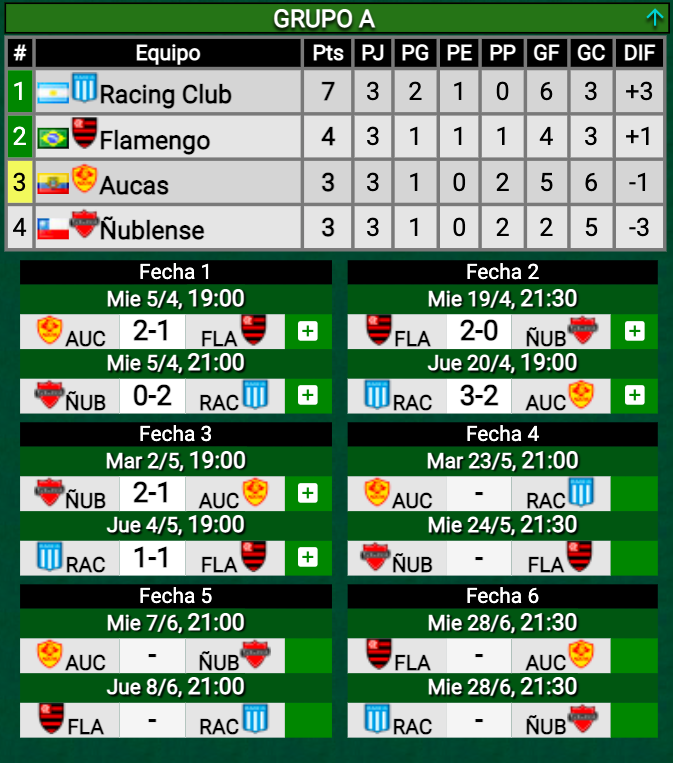 GRUPO A
# Equipo Pts PJ PG PE PP GF GC DIF
1 Racing Club 7 3 2 1 0 6 3 +3
2 Flamengo 4 3 1 1 1 4 3 +1
3 Aucas 3 3 1 0 2 5 6 -1
4 Ñublense 3 3 1 0 2 2 5 -3
Fecha 1
Mie 5/4, 19:00
AUC 2-1 FLA +
Mie 5/4, 21:00
ÑUB 0-2 RAC +
Fecha 2
Mie 19/4, 21:30
FLA 2-0 ÑUB +
Jue 20/4, 19:00
RAC 3-2 AUC +
Fecha 3
Mar 2/5, 19:00
ÑUB 2-1 AUC +
Jue 4/5, 19:00
RAC 1-1 FLA +
Fecha 4
Mar 23/5, 21:00
AUC - RAC
Mie 24/5, 21:30
ÑUB - FLA
Fecha 5
Mie 7/6, 21:00
AUC - ÑUB
Jue 8/6, 21:00
FLA - RAC
Fecha 6
Mie 28/6, 21:30
FLA - AUC
Mie 28/6, 21:30
RAC - ÑUB